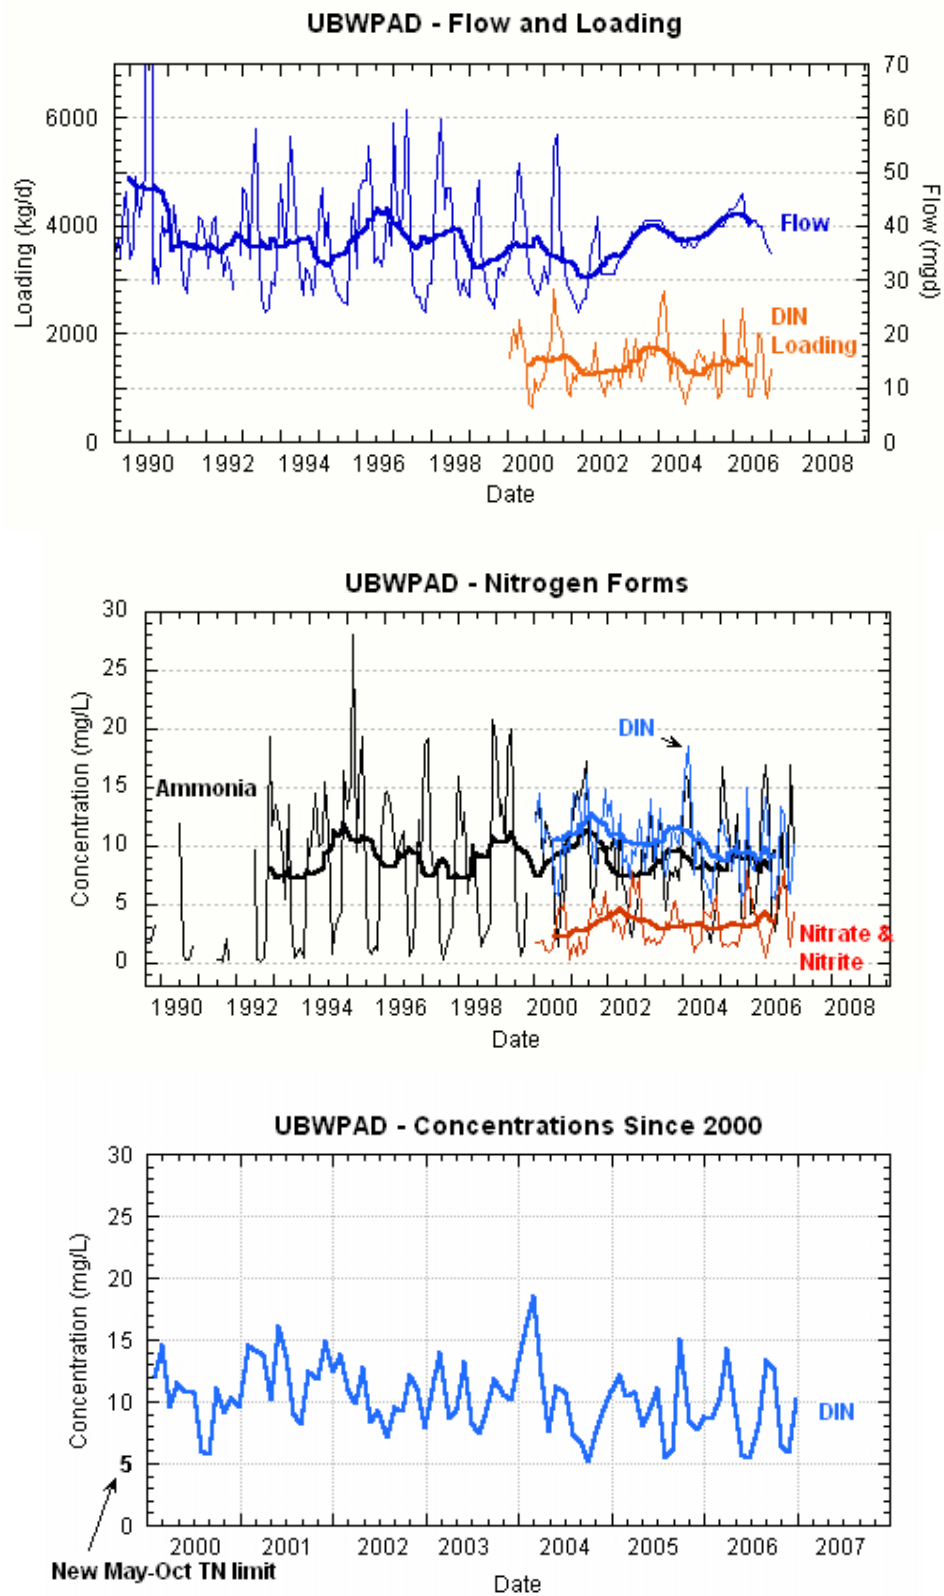 UBWPAD - Flow and Loading
70
6000
60
50
4000
Flow
40
30
2000
DIN
Loading
20
10
0
0
Loading (kg/d)
Flow (mgd)
1990 1992 1994 1996 1998 2000 2002 2004 2006 2008
Date
UBWPAD - Nitrogen Forms
30
25
20
DIN
15
Ammonia
10
5
Nitrate &
Nitrite
0
Concentration (mg/L)
1990 1992 1994 1996 1998 2000 2002 2004 2006
Date
UBWPAD - Concentrations Since 2000
30
25
20
15
10
DIN
5
0
Concentration (mg/L)
2000 2001 2002 2003 2004 2005 2006 2007
New May-Oct TN limit
Date